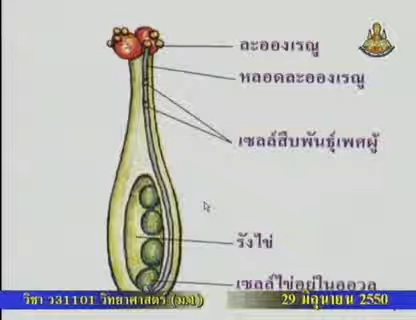 ละอองเรณู
หลอดละอองเรณู
เซลล์สืบพันธุ์เพศผู้
รังไข่
เซลล์ไข่อยู่ในออวุล
วิชา ว31101 วิทยาศาสตร์ (ม.1)
29 มิถุนายน 2550